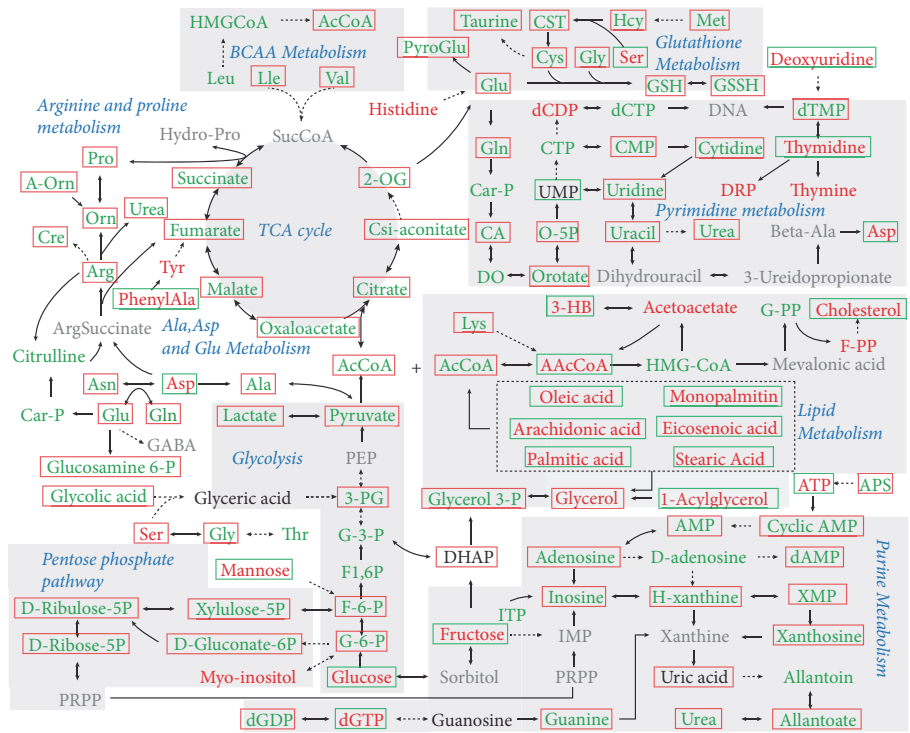 HMGCoA
AcCoA
BCAA Metabolism
Leu
Lle
Val
Taurine
CST
Hcy
Met
PyroGlu
Cys
Gly
Ser
Glutathione
Metabolism
Glu
GSH
GSSH
Deoxyuridine
Arginine and proline
metabolism
Histidine
Hydro-Pro
SucCoA
dCDP
dCTP
DNA
dTMP
Pro
Succinate
2-OG
Gln
CTP
CMP
Cytidine
Thymidine
A-Orn
Orn
Urea
Car-P
UMP
Uridine
DRP
Thymine
Pyrimidine metabolism
Cre
Fumarate
TCA cycle
Csi-aconitate
CA
O-5P
Uracil
Urea
Beta-Ala
Asp
Arg
Tyr
DO
Orotate
Dihydrouracil
3-Ureidopropionate
PhenylAla
Malate
Citrate
ArgSuccinate
Ala,Asp
and Glu Metabolism
Oxaloacetate
3-HB
Acetoacetate
G-PP
Cholesterol
Lys
F-PP
Citrulline
AcCoA
+
AcCoA
AAcCoA
HMG-CoA
Mevalonic acid
Asn
Asp
Ala
Car-P
Glu
Gln
Lactate
Pyruvate
Oleic acid
Monopalmitin
Lipid
Metabolism
Arachidonic acid
Eicosenoic acid
GABA
Glycolysis
PEP
Palmitic acid
Stearic Acid
Glucosamine 6-P
Glycolic acid
Glyceric acid
3-PG
Glycerol 3-P
Glycerol
1-Acylglycerol
ATP
APS
Ser
Gly
Thr
G-3-P
AMP
Cyclic AMP
Pentose phosphate
pathway
Mannose
F1,6P
DHAP
Adenosine
D-adenosine
dAMP
Purine Metabolism
D-Ribulose-5P
Xylulose-5P
F-6-P
ITP
Inosine
H-xanthine
XMP
D-Ribose-5P
D-Gluconate-6P
G-6-P
Fructose
IMP
Xanthine
Xanthosine
Myo-inositol
Glucose
Sorbitol
PRPP
Uric acid
Allantoin
PRPP
dGDP
dGTP
Guanosine
Guanine
Urea
Allantoate